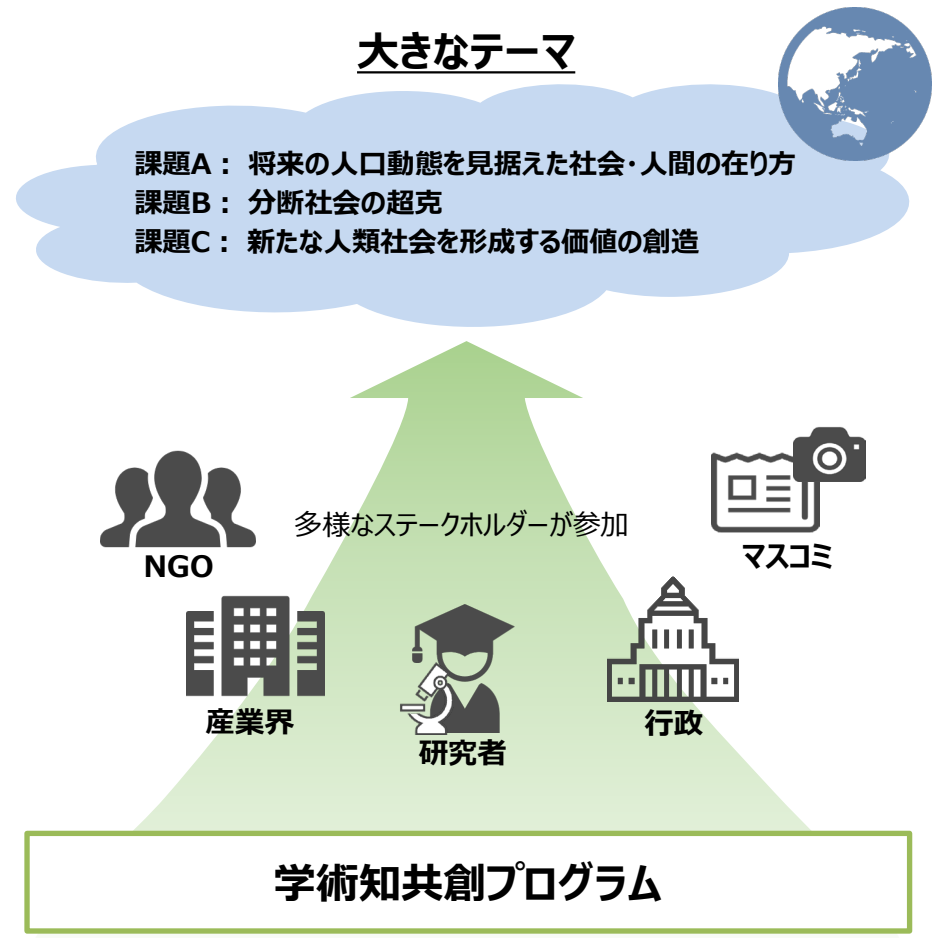 大きなテーマ
課題A： 将来の人口動態を見据えた社会・人間の在り方
課題B： 分断社会の超克
課題C： 新たな人類社会を形成する価値の創造
多様なステークホルダーが参加
NGO
マスコミ
産業界
研究者
行政
学術知共創プログラム